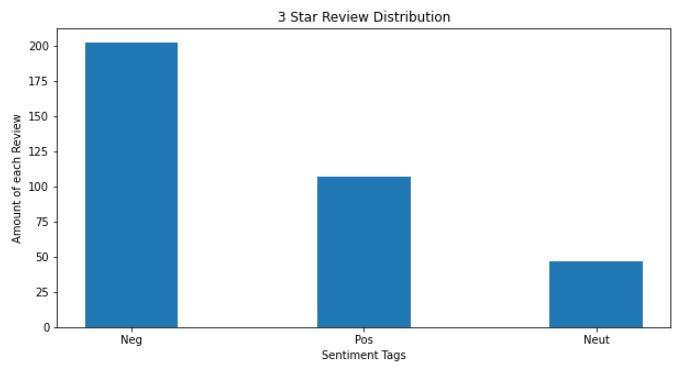 3 Star Review Distribution
Amount of each Review
200
175
150
125
100
75
50
25
0
Neg
Pos
Neut
Sentiment Tags